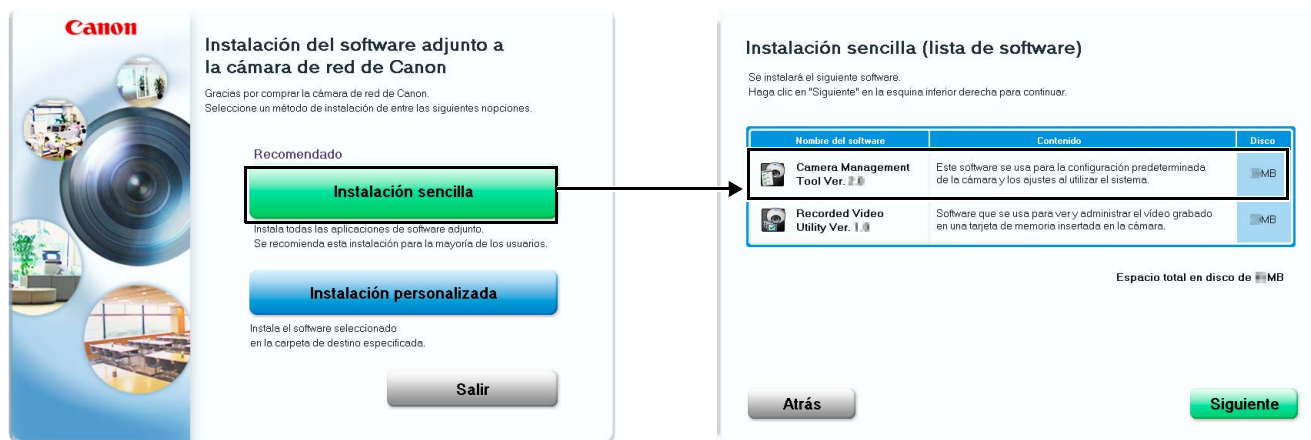 Canon
Instalación del software adjunto a
la cámara de red de Canon
Gracias por comprar la cámara de red de Canon.
Seleccione un método de instalación de entre las siguientes nopciones.
Recomendado
Instalación sencilla
Instala todas las aplicaciones de software adjunto.
Se recomienda esta instalación para la mayoría de los usuarios.
Instalación personalizada
Instala el software seleccionado
en la carpeta de destino especificada.
Salir
Instalación sencilla (lista de software)
Se instalará el siguiente software.
Haga clic en "Siguiente" en la esquina inferior derecha para continuar.
Nombre del software Contenido Disco
Camera Management
Tool Ver.
Este software se usa para la configuración predeterminada
de la cámara y los ajustes al utilizar el sistema.
MB
Recorded Video
Utility Ver.
Software que se usa para ver y administrar el vídeo grabado
en una tarjeta de memoria insertada en la cámara.
MB
Espacio total en disco de MB
Atrás
Siguiente